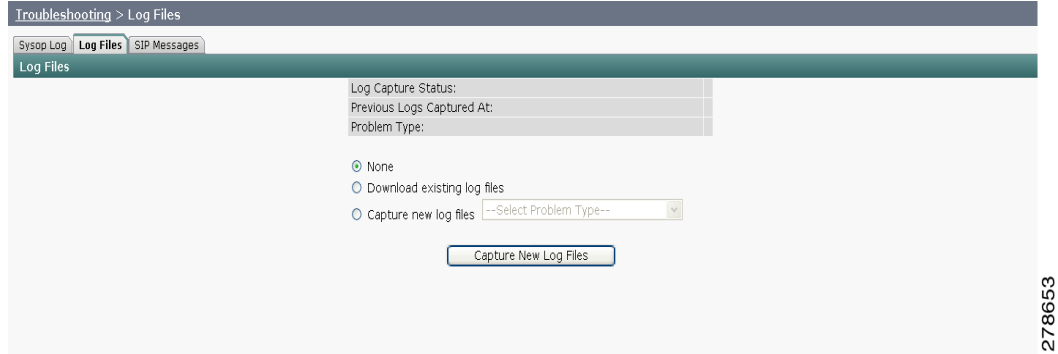 Troubleshooting > Log Files
Sysop Log Log Files SIP Messages
Log Files
Log Capture Status:
Previous Logs Captured At:
Problem Type:
None
Download existing log files
Capture new log files --Select Problem Type--
Capture New Log Files
278653